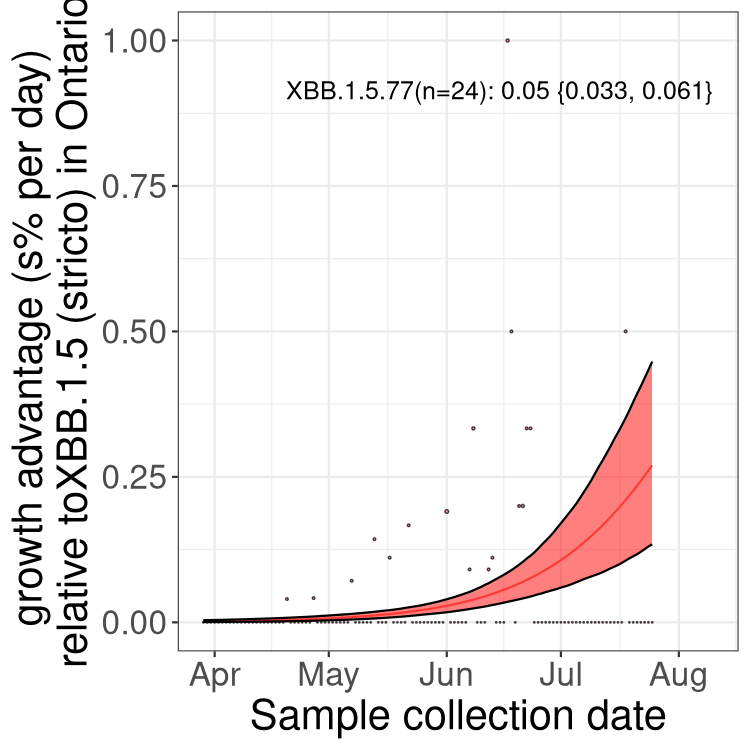 growth advantage (s% per day)
relative toXBB.1.5 (stricto) in Ontario
1.00
0.75
0.50
0.25
0.00
XBB.1.5.77(n=24): 0.05 {0.033, 0.061}
Apr May Jun Jul Aug
Sample collection date